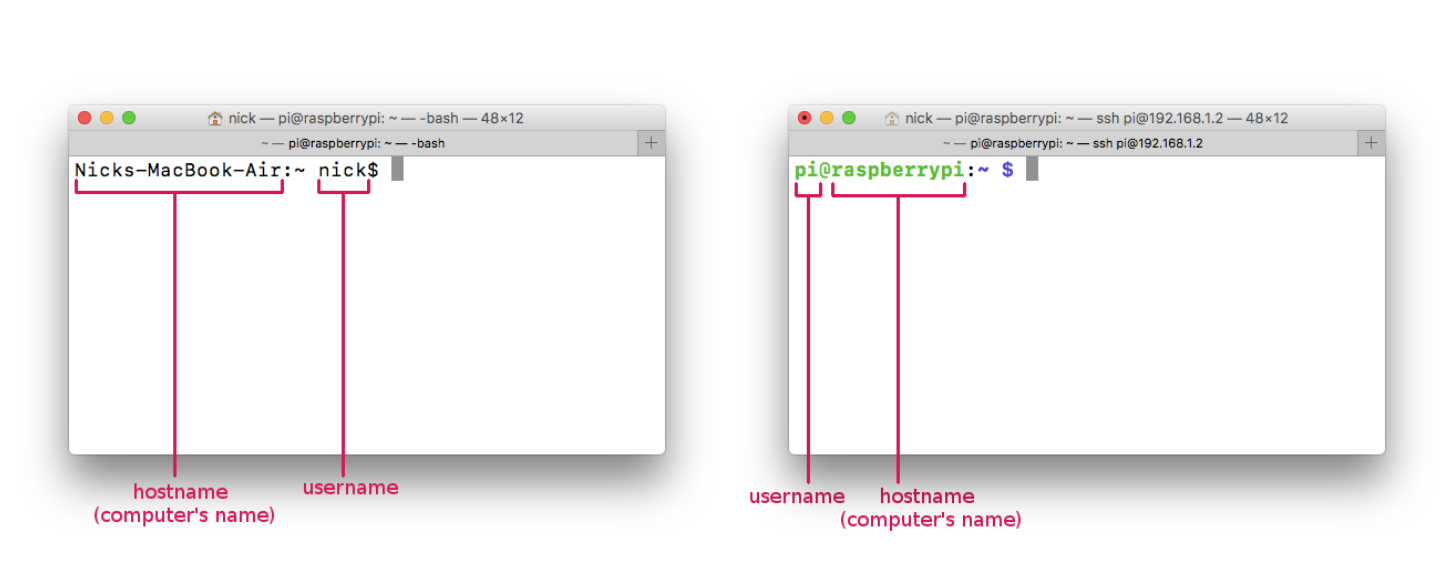 nick — pi@raspberrypi: ~ — -bash — 48×12
~ — pi@raspberrypi: ~ — -bash
+
Nicks-MacBook-Air:~ nick$
hostname
(computer's name)
username
nick — pi@raspberrypi: ~ — ssh pi@192.168.1.2 — 48×12
~ — pi@raspberrypi: ~ — ssh pi@192.168.1.2
+
pi@raspberrypi:~ $
username
hostname
(computer's name)